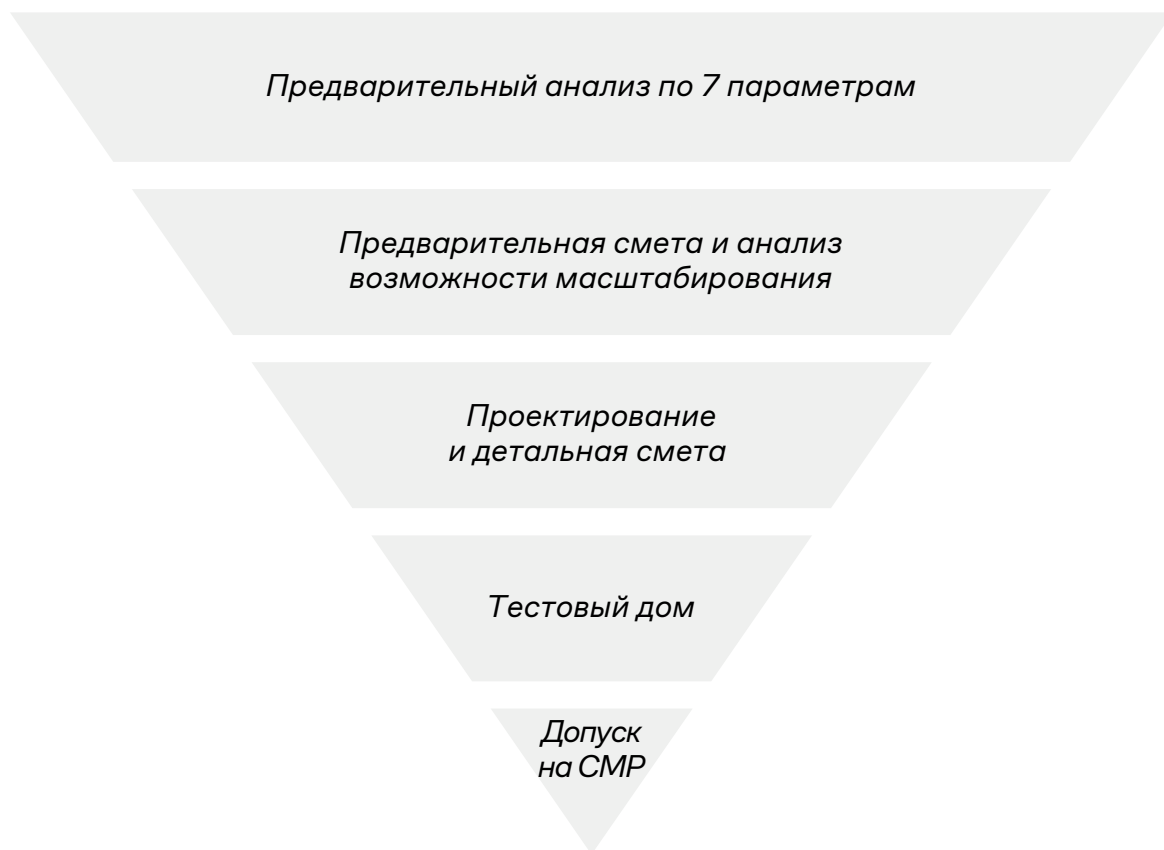 Предварительный анализ по 7 параметрам
Предварительная смета и анализ
возможности масштабирования
Проектирование
и детальная смета
Тестовый дом
Допуск
на СМР